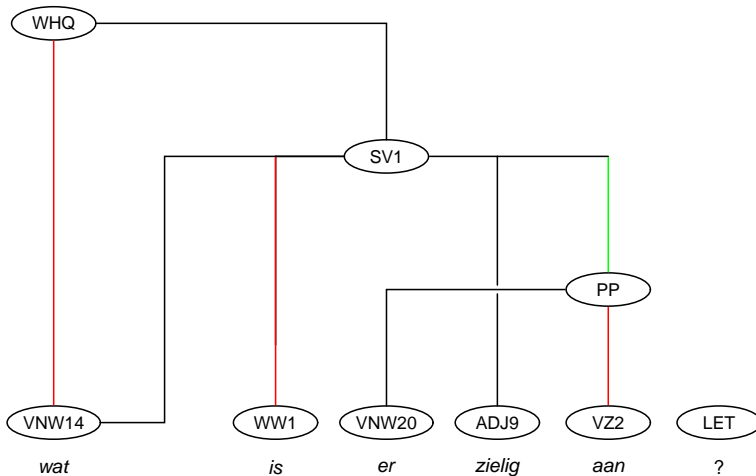 WHQ
SV1
PP
VNW14 WW1 VNW20 ADJ9 VZ2 LET
wat is er zielig aan ?